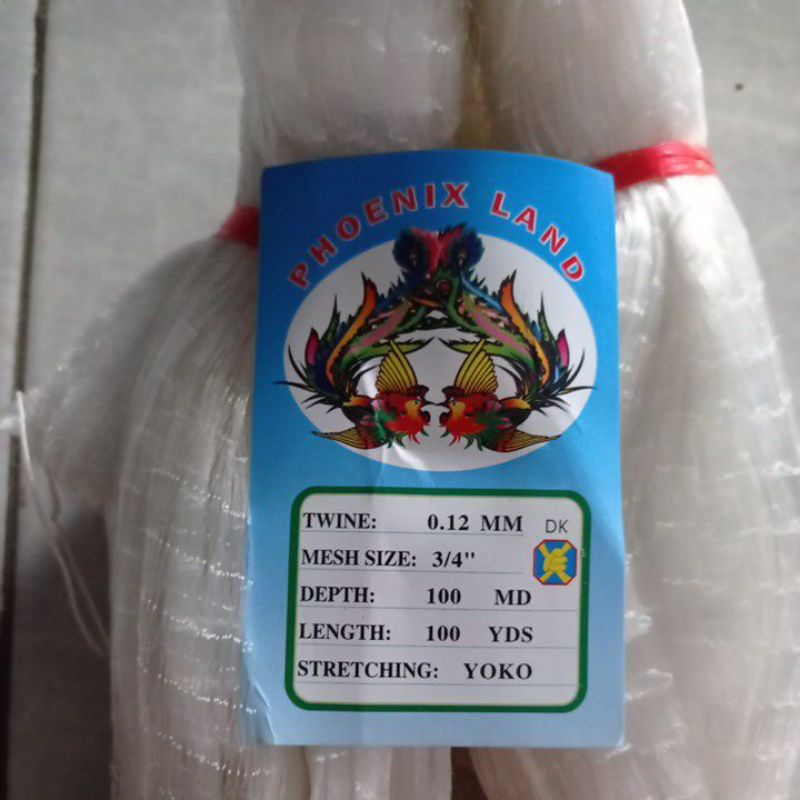 PHOENIX LAND
TWINE: 0.12 MM DK
MESH SIZE: 3/4"
DEPTH: 100 MD
LENGTH: 100 YDS
STRETCHING: YOKO